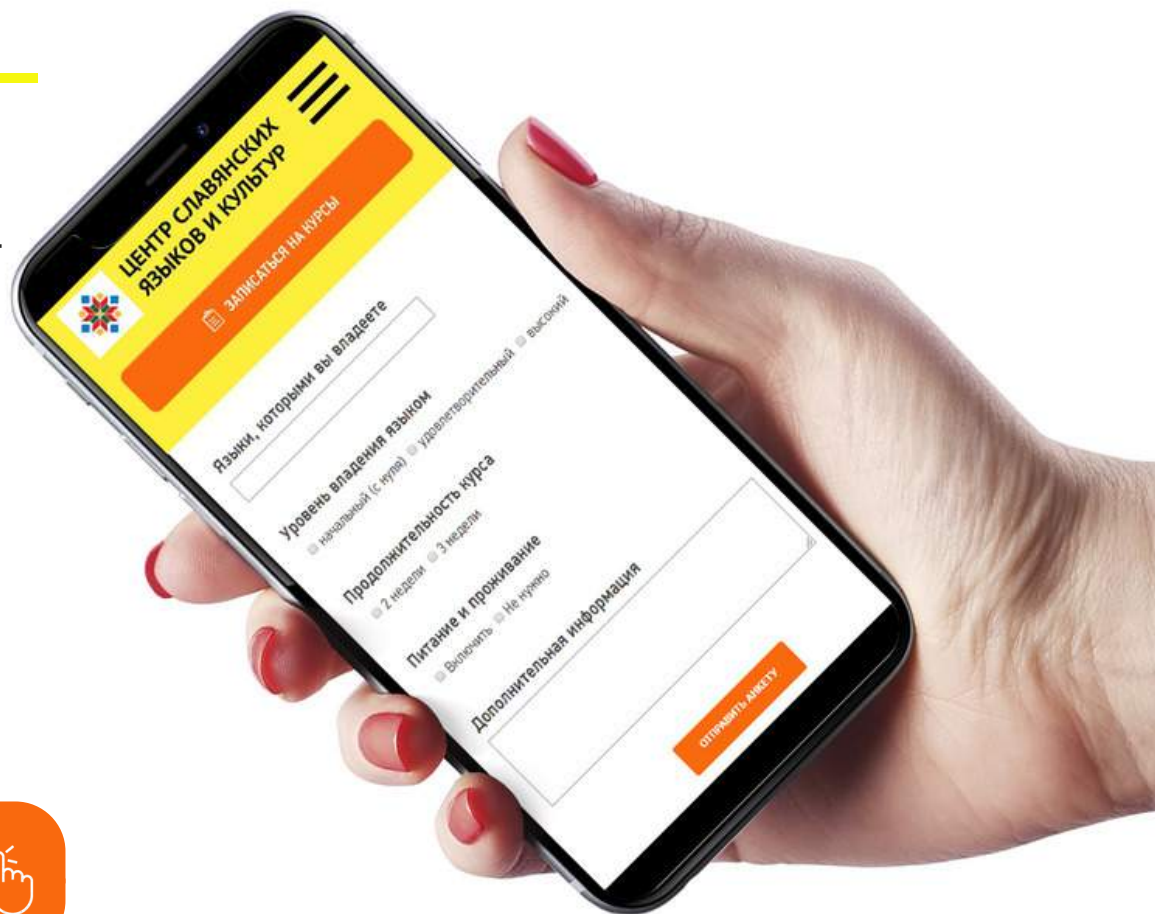 ЦЕНТР СЛАВЯНСКИХ
ЯЗЫКОВ И КУЛЬТУР
ЗАПИСАТЬСЯ НА КУРСЫ
Языки, которыми вы владеете
Уровень владения языком
начальный (с нуля) удовлетворительный высокий
Продолжительность курса
2 недели 3 недели
Питание и проживание
Включить Не нужно
Дополнительная информация
ОТПРАВИТЬ АНКЕТУ